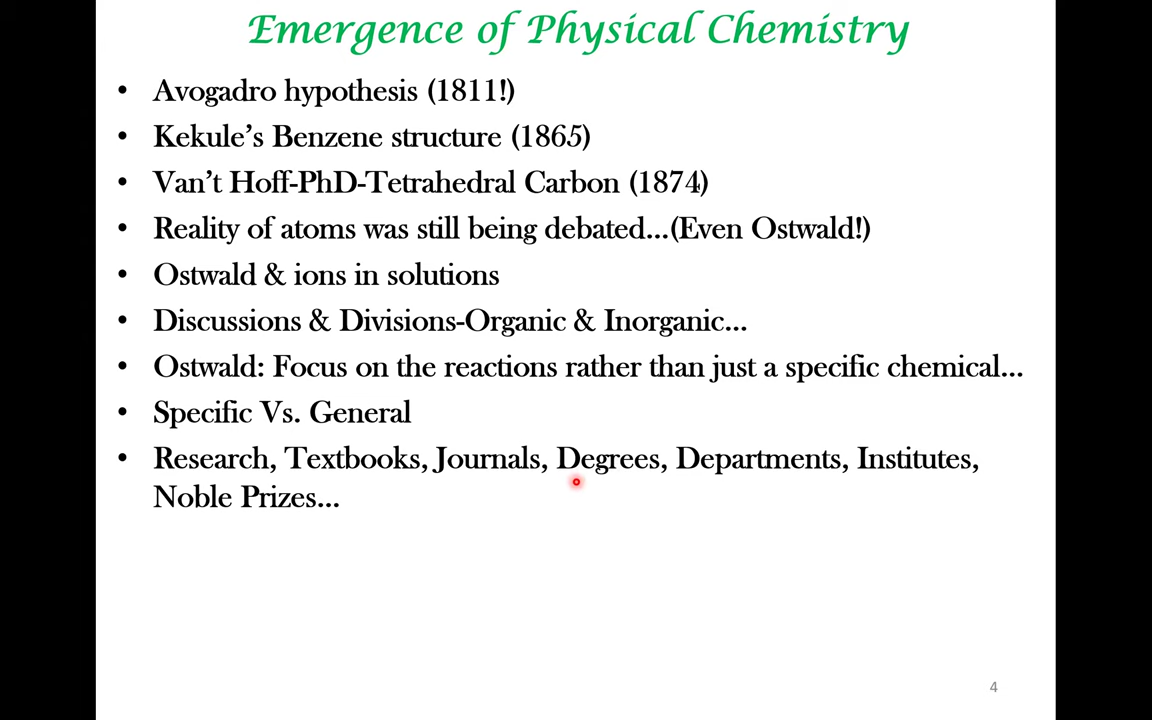 Emergence of Physical Chemistry
• Avogadro hypothesis (1811!)
• Kekule's Benzene structure (1865)
• Van't Hoff-PhD-Tetrahedral Carbon (1874)
• Reality of atoms was still being debated...(Even Ostwald!)
• Ostwald & ions in solutions
• Discussions & Divisions-Organic & Inorganic...
• Ostwald: Focus on the reactions rather than just a specific chemical...
• Specific Vs. General
• Research, Textbooks, Journals, Degrees, Departments, Institutes,
Noble Prizes...
4